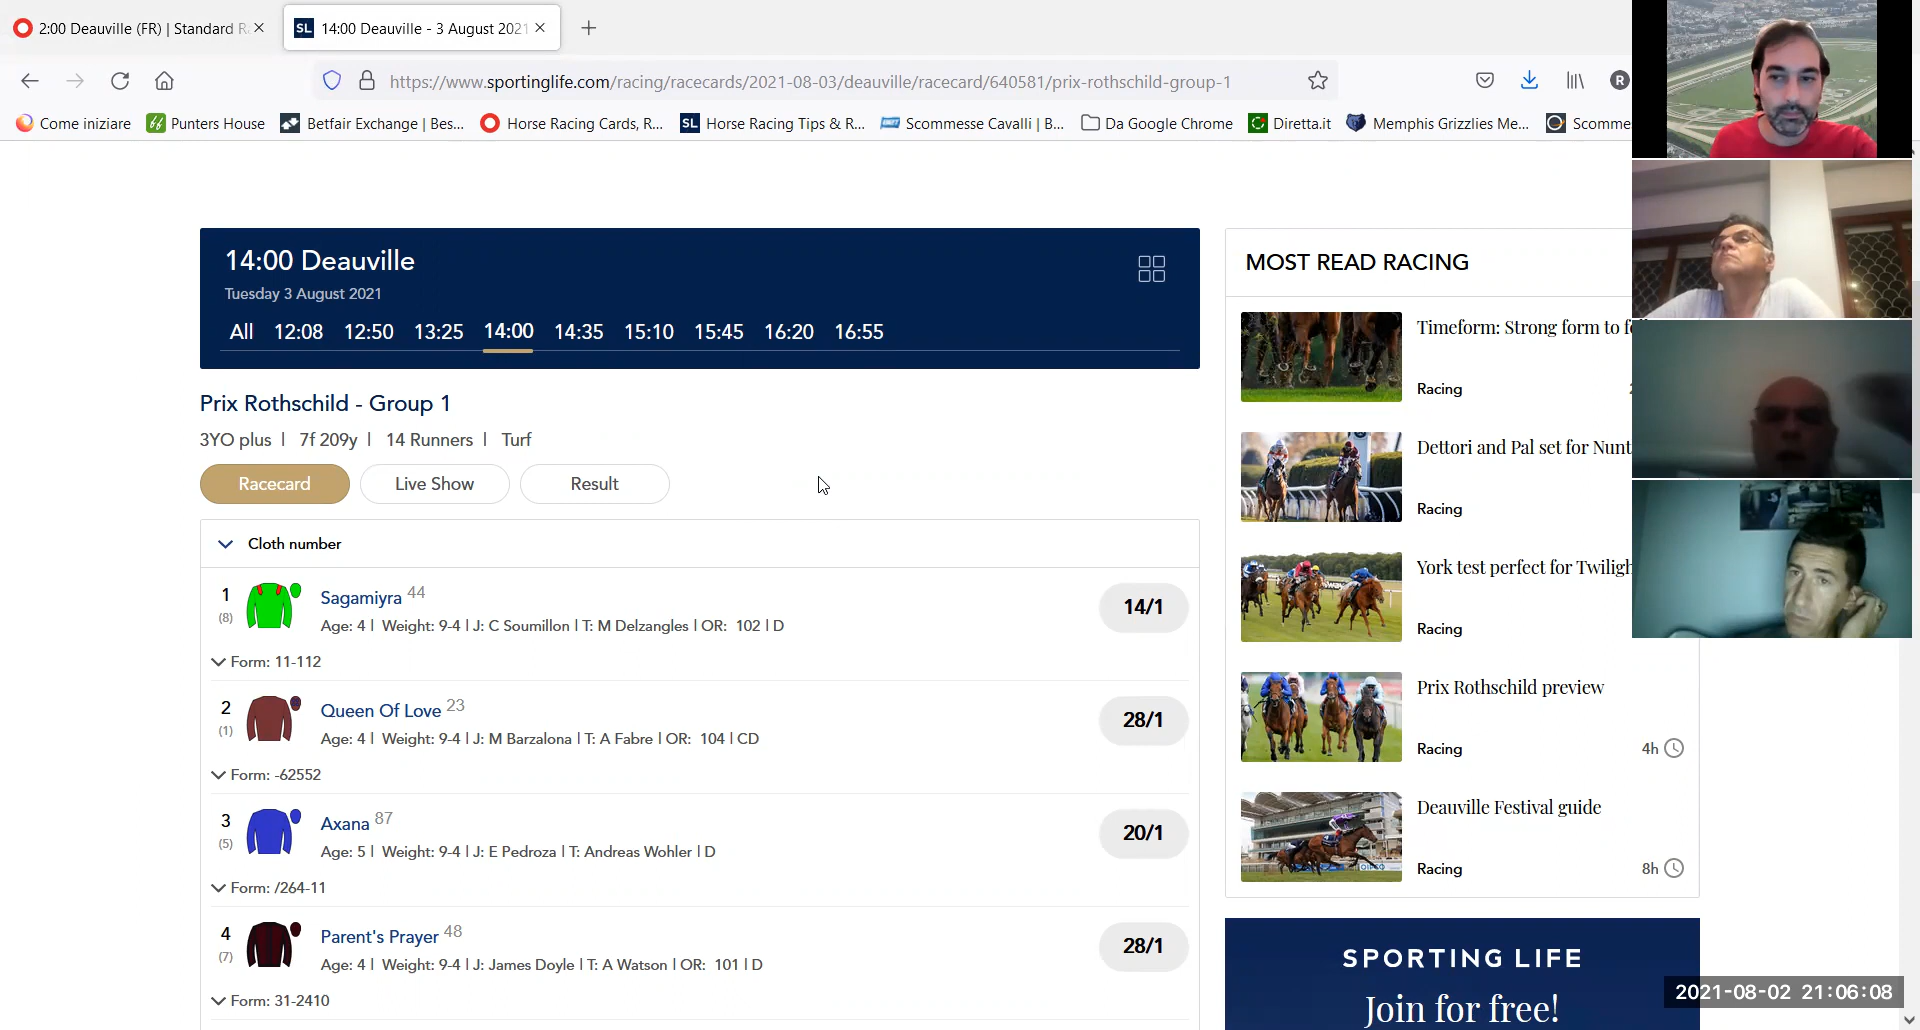 2:00 Deauville (FR) | Standard R
SL 14:00 Deauville - 3 August 2021
https://www.sportinglife.com/racing/racecards/2021-08-03/deauville/racecard/640581/prix-rothschild-group-1
R
Come iniziare Punters House Betfair Exchange | Bes... Horse Racing Cards, R... SL Horse Racing Tips & R... Scommesse Cavalli | B... Da Google Chrome Diretta.it Memphis Grizzlies Me... Scomme
14:00 Deauville
Tuesday 3 August 2021
All 12:08 12:50 13:25 14:00 14:35 15:10 15:45 16:20 16:55
Prix Rothschild - Group 1
3YO plus | 7f 209y | 14 Runners | Turf
Racecard Live Show Result
Cloth number
1 Sagamiyra 44
(8) Age: 4 | Weight: 9-4 | J: C Soumillon | T: M Delzangles | OR: 102 | D
14/1
Form: 11-112
2 Queen Of Love 23
(1) Age: 4 | Weight: 9-4 | J: M Barzalona | T: A Fabre | OR: 104 | CD
28/1
Form: -62552
3 Axana 87
(5) Age: 5 | Weight: 9-4 | J: E Pedroza | T: Andreas Wohler | D
20/1
Form: /264-11
4 Parent's Prayer 48
(7) Age: 4 | Weight: 9-4 | J: James Doyle | T: A Watson | OR: 101 | D
28/1
Form: 31-2410
MOST READ RACING
Timeform: Strong form to f
Racing
Dettori and Pal set for Nunt
Racing
York test perfect for Twiligh
Racing
Prix Rothschild preview
Racing 4h
Deauville Festival guide
Racing 8h
SPORTING LIFE
Join for free!
2021-08-02 21:06:08